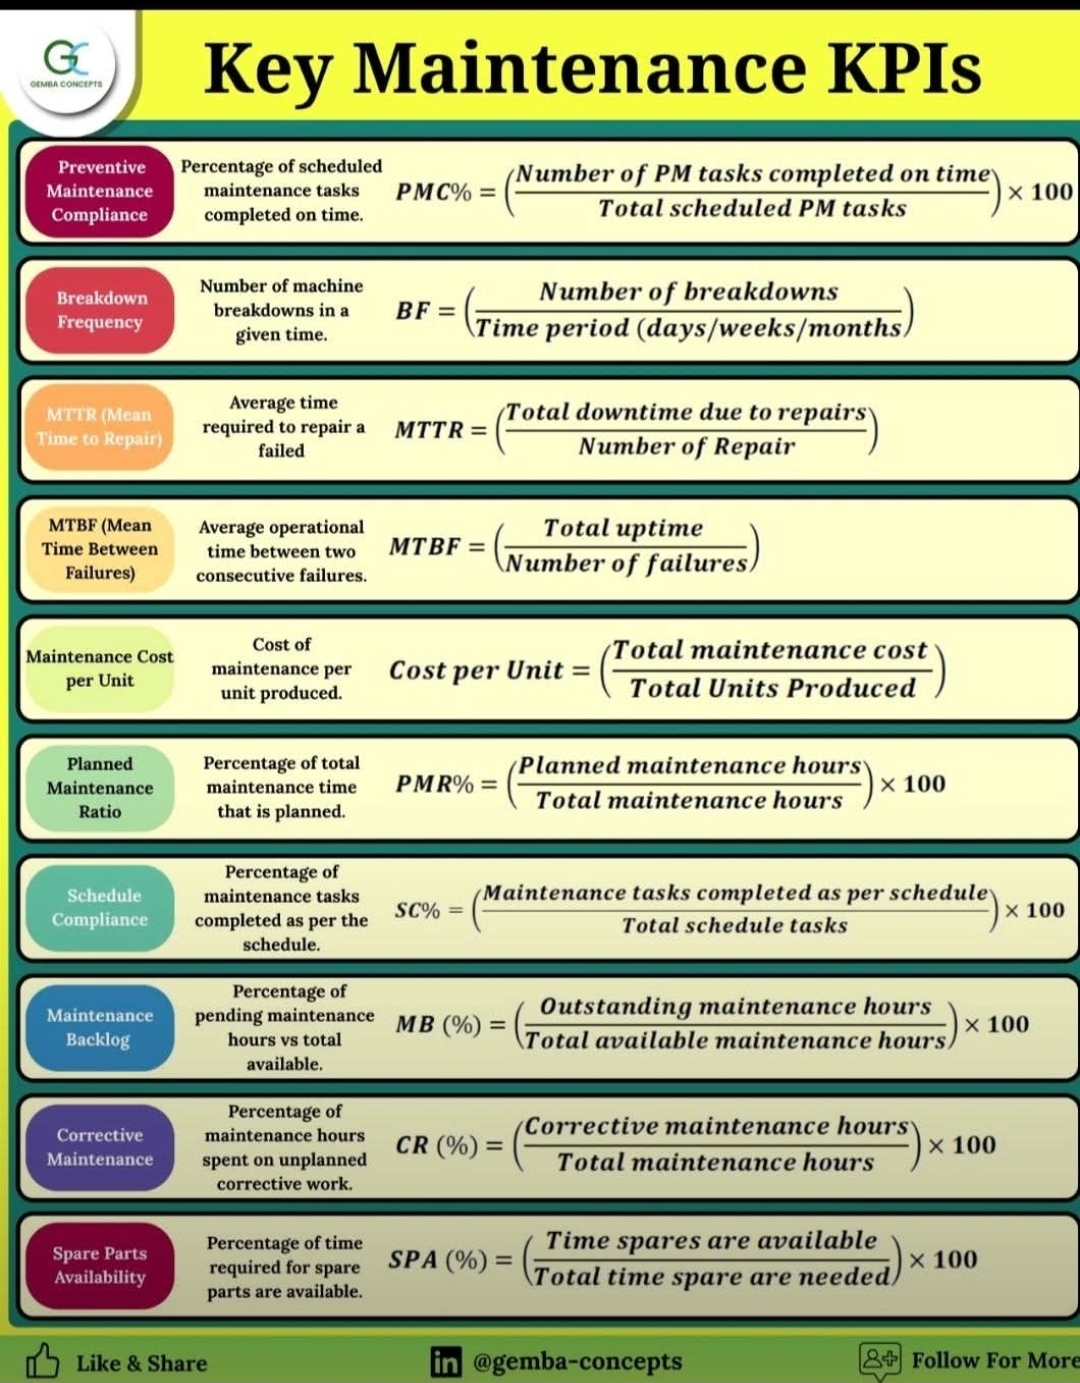 GC
GEMBA CONCEPTS
Key Maintenance KPIs
Preventive
Maintenance
Compliance
Percentage of scheduled
maintenance tasks
completed on time.
PMC% = (Number of PM tasks completed on time / Total scheduled PM tasks) × 100
Breakdown
Frequency
Number of machine
breakdowns in a
given time.
BF = (Number of breakdowns / Time period (days/weeks/months)
MTTR (Mean
Time to Repair)
Average time
required to repair a
failed
MTTR = (Total downtime due to repairs / Number of Repair)
MTBF (Mean
Time Between
Failures)
Average operational
time between two
consecutive failures.
MTBF = (Total uptime / Number of failures)
Maintenance Cost
per Unit
Cost of
maintenance per
unit produced.
Cost per Unit = (Total maintenance cost / Total Units Produced)
Planned
Maintenance
Ratio
Percentage of total
maintenance time
that is planned.
PMR% = (Planned maintenance hours / Total maintenance hours) × 100
Schedule
Compliance
Percentage of
maintenance tasks
completed as per the
schedule.
SC% = (Maintenance tasks completed as per schedule / Total schedule tasks) × 100
Maintenance
Backlog
Percentage of
pending maintenance
hours vs total
available.
MB (%) = (Outstanding maintenance hours / Total available maintenance hours) × 100
Corrective
Maintenance
Percentage of
maintenance hours
spent on unplanned
corrective work.
CR (%) = (Corrective maintenance hours / Total maintenance hours) × 100
Spare Parts
Availability
Percentage of time
required for spare
parts are available.
SPA (%) = (Time spares are available / Total time spare are needed) × 100
Like & Share
in @gemba-concepts
Follow For More